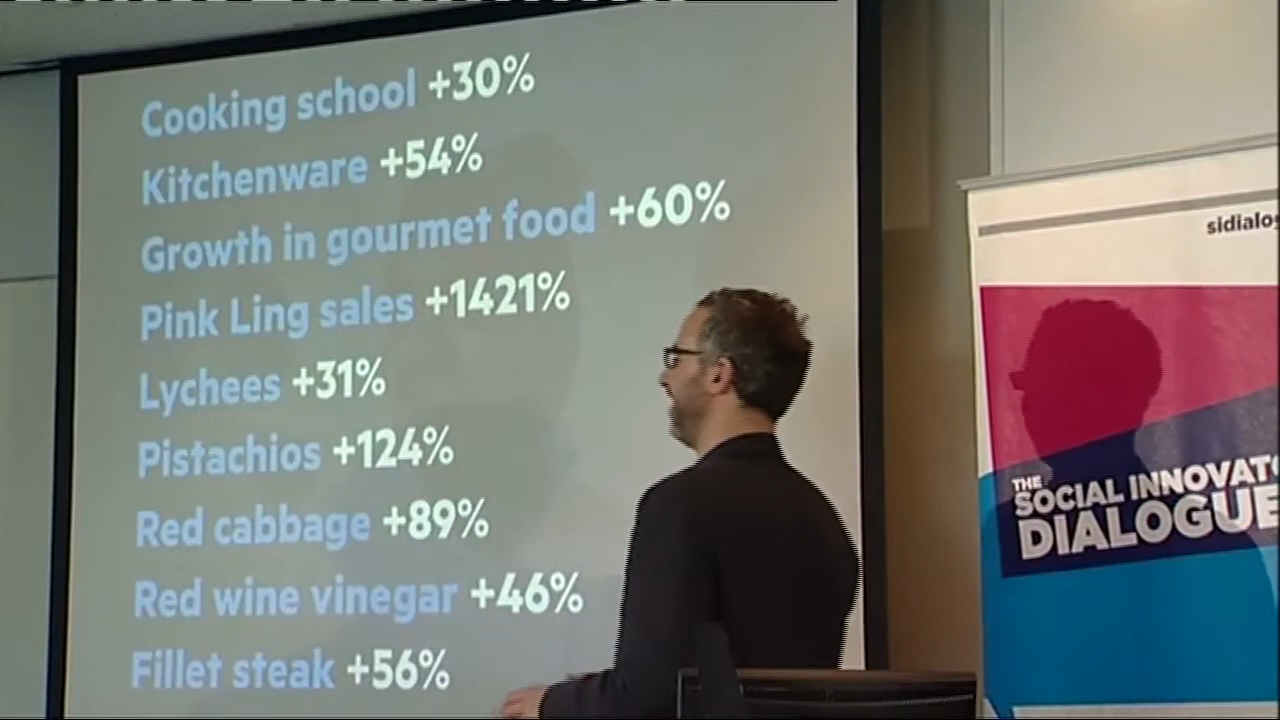 Cooking school +30%
Kitchenware +54%
Growth in gourmet food +60%
Pink Ling sales +1421%
Lychees +31%
Pistachios +124%
Red cabbage +89%
Red wine vinegar +46%
Fillet steak +56%
sidialo
THE
SOCIAL INNOVATO
DIALOGUE